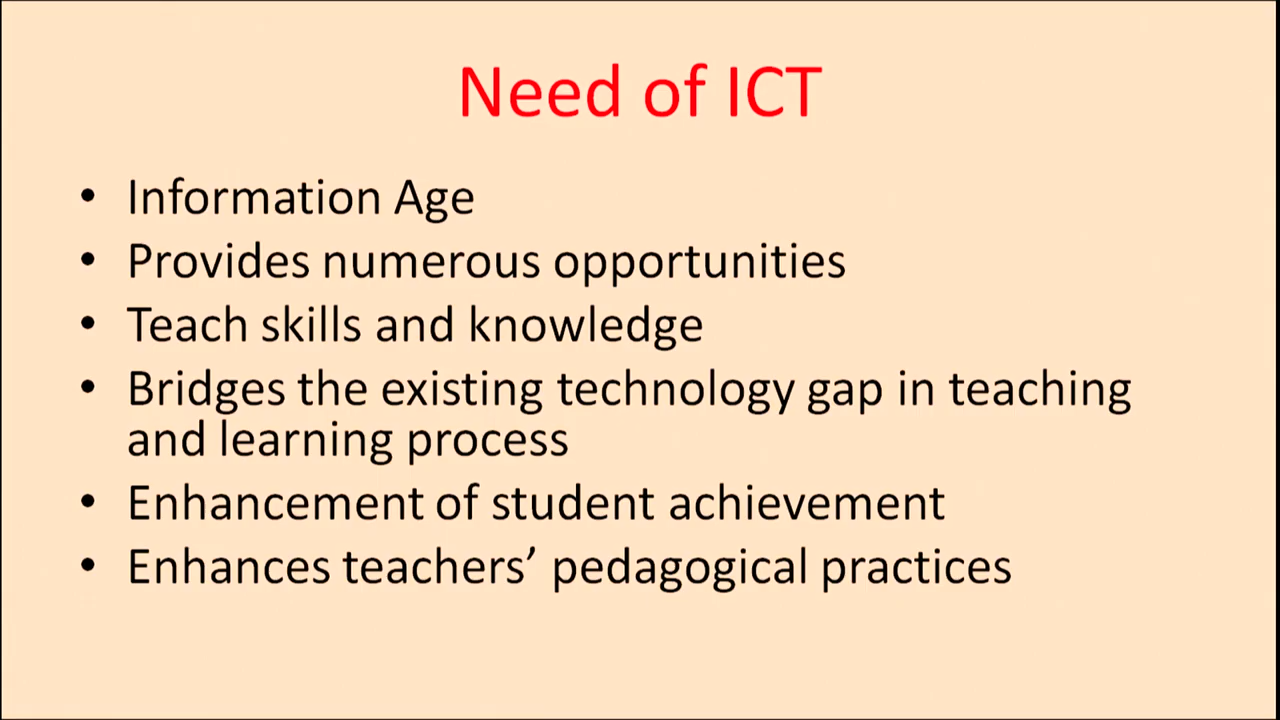 Need of ICT
• Information Age
• Provides numerous opportunities
• Teach skills and knowledge
• Bridges the existing technology gap in teaching
and learning process
• Enhancement of student achievement
• Enhances teachers’ pedagogical practices